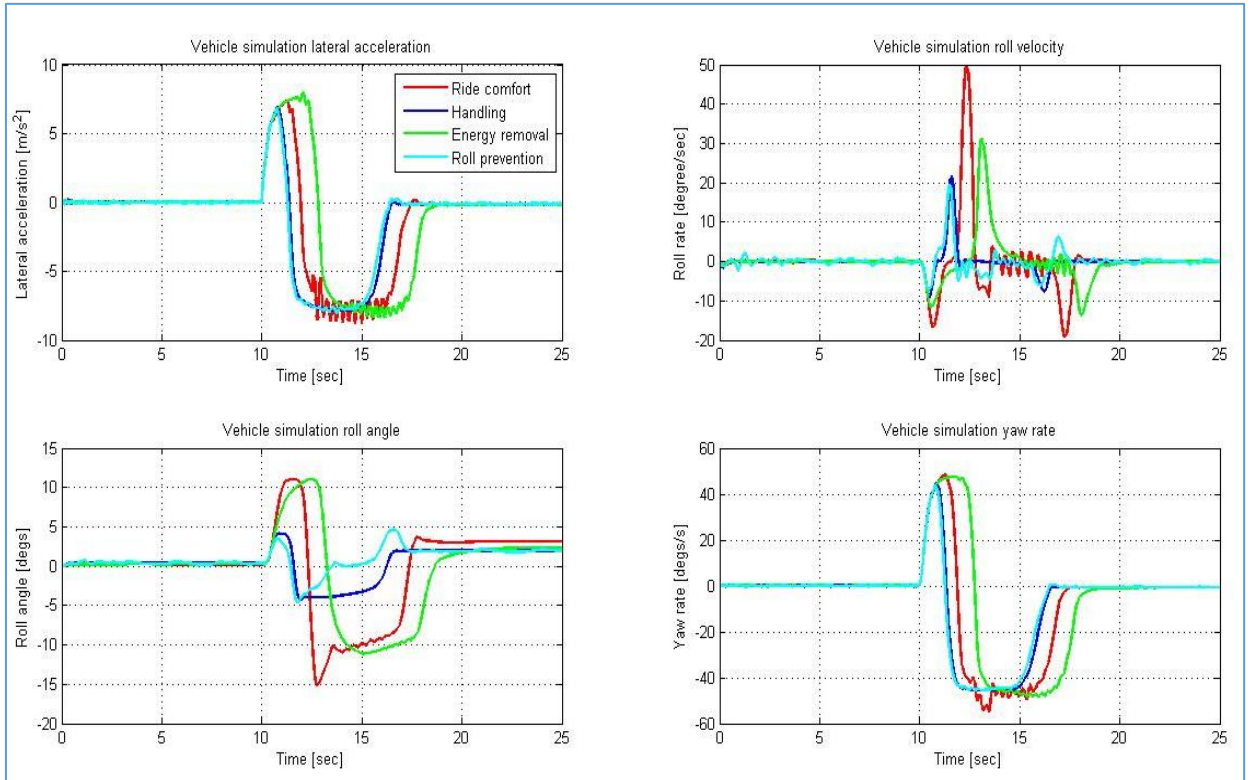 Vehicle simulation lateral acceleration
10
5
0
-5
-10
Lateral acceleration [m/s²]
Ride comfort
Handling
Energy removal
Roll prevention
0 5 10 15 20 25
Time [sec]
Vehicle simulation roll velocity
50
40
30
20
10
0
-10
-20
Roll rate [degree/sec]
0 5 10 15 20 25
Time [sec]
Vehicle simulation roll angle
15
10
5
0
-5
-10
-15
-20
Roll angle [degs]
0 5 10 15 20 25
Time [sec]
Vehicle simulation yaw rate
60
40
20
0
-20
-40
-60
Yaw rate [degs/s]
0 5 10 15 20 25
Time [sec]